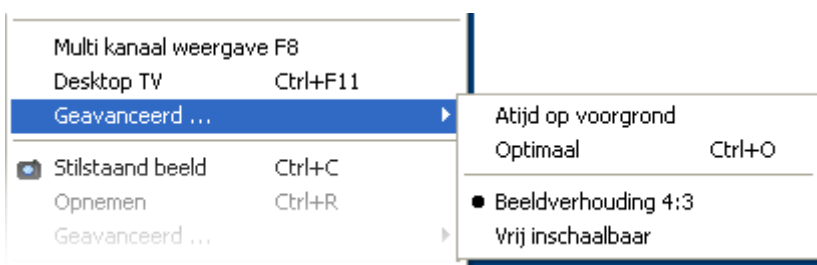 Multi kanaal weergave F8
Desktop TV Ctrl+F11
Geavanceerd ...
Stilstaand beeld Ctrl+C
Opnemen Ctrl+R
Geavanceerd ...
Atijd op voorgrond
Optimaal Ctrl+O
Beeldverhouding 4:3
Vrij inschaalbaar